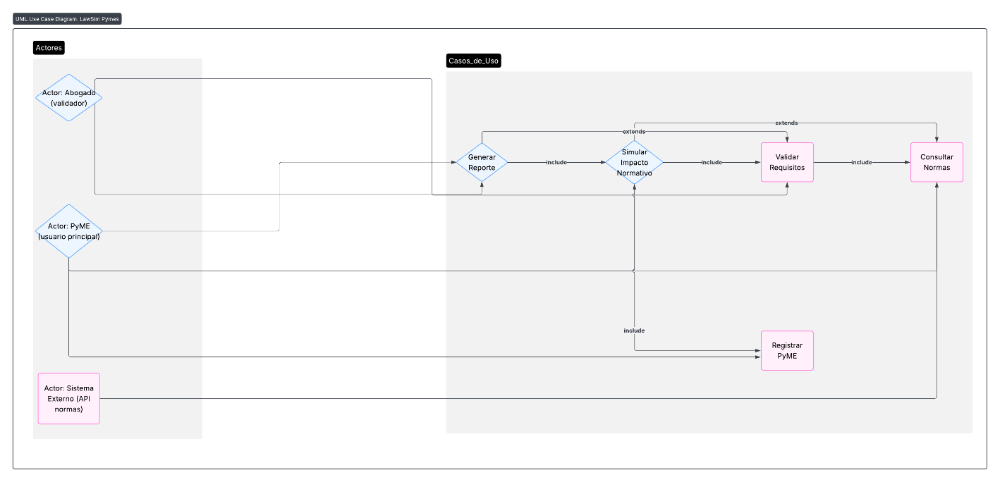 UML Use Case Diagram: LawSim Pymes
Actores
Casos_de_Uso
Actor: Abogado
(validador)
extends
extends
Generar
Reporte
include
Simular
Impacto
Normativo
include
Validar
Requisitos
include
Consultar
Normas
Actor: PyME
(usuario principal)
include
Registrar
PyME
Actor: Sistema
Externo (API
normas)